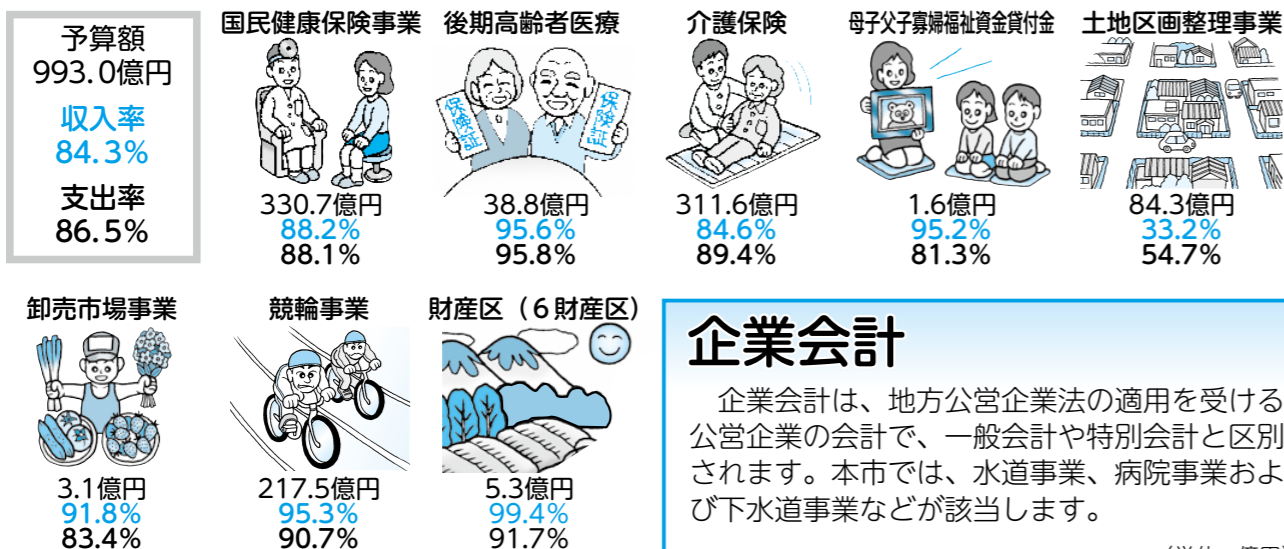 予算額
993.0億円
収入率
84.3%
支出率
86.5%
国民健康保険事業
330.7億円
88.2%
88.1%
後期高齢者医療
保険証
保険証
38.8億円
95.6%
95.8%
介護保険
311.6億円
84.6%
89.4%
母子父子寡婦福祉資金貸付金
1.6億円
95.2%
81.3%
土地区画整理事業
84.3億円
33.2%
54.7%
卸売市場事業
3.1億円
91.8%
83.4%
競輪事業
217.5億円
95.3%
90.7%
財産区（6財産区）
5.3億円
99.4%
91.7%
企業会計
企業会計は、地方公営企業法の適用を受ける
公営企業の会計で、一般会計や特別会計と区別
されます。本市では、水道事業、病院事業およ
び下水道事業などが該当します。